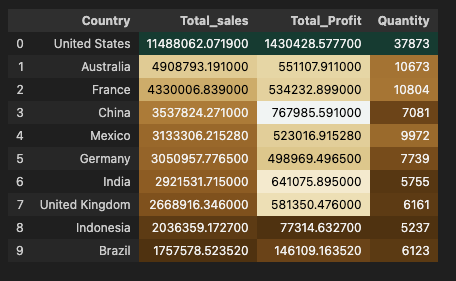 Country Total_sales Total_Profit Quantity
0 United States 11488062.071900 1430428.577700 37873
1 Australia 4908793.191000 551107.911000 10673
2 France 4330006.839000 534232.899000 10804
3 China 3537824.271000 767985.591000 7081
4 Mexico 3133306.215280 523016.915280 9972
5 Germany 3050957.776500 498969.496500 7739
6 India 2921531.715000 641075.895000 5755
7 United Kingdom 2668916.346000 581350.476000 6161
8 Indonesia 2036359.172700 77314.632700 5237
9 Brazil 1757578.523520 146109.163520 6123